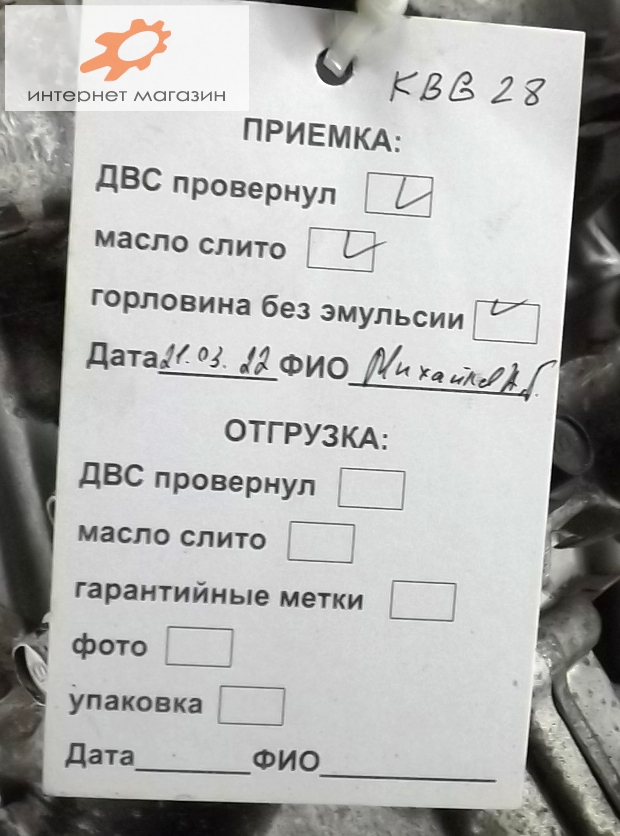 интернет магазин
КВС 28
ПРИЕМКА:
ДВС провернул
масло слито
горловина без эмульсии
Дата 21.03.22 ФИО
ОТГРУЗКА:
ДВС провернул
масло слито
гарантийные метки
фото
упаковка
Дата ФИО